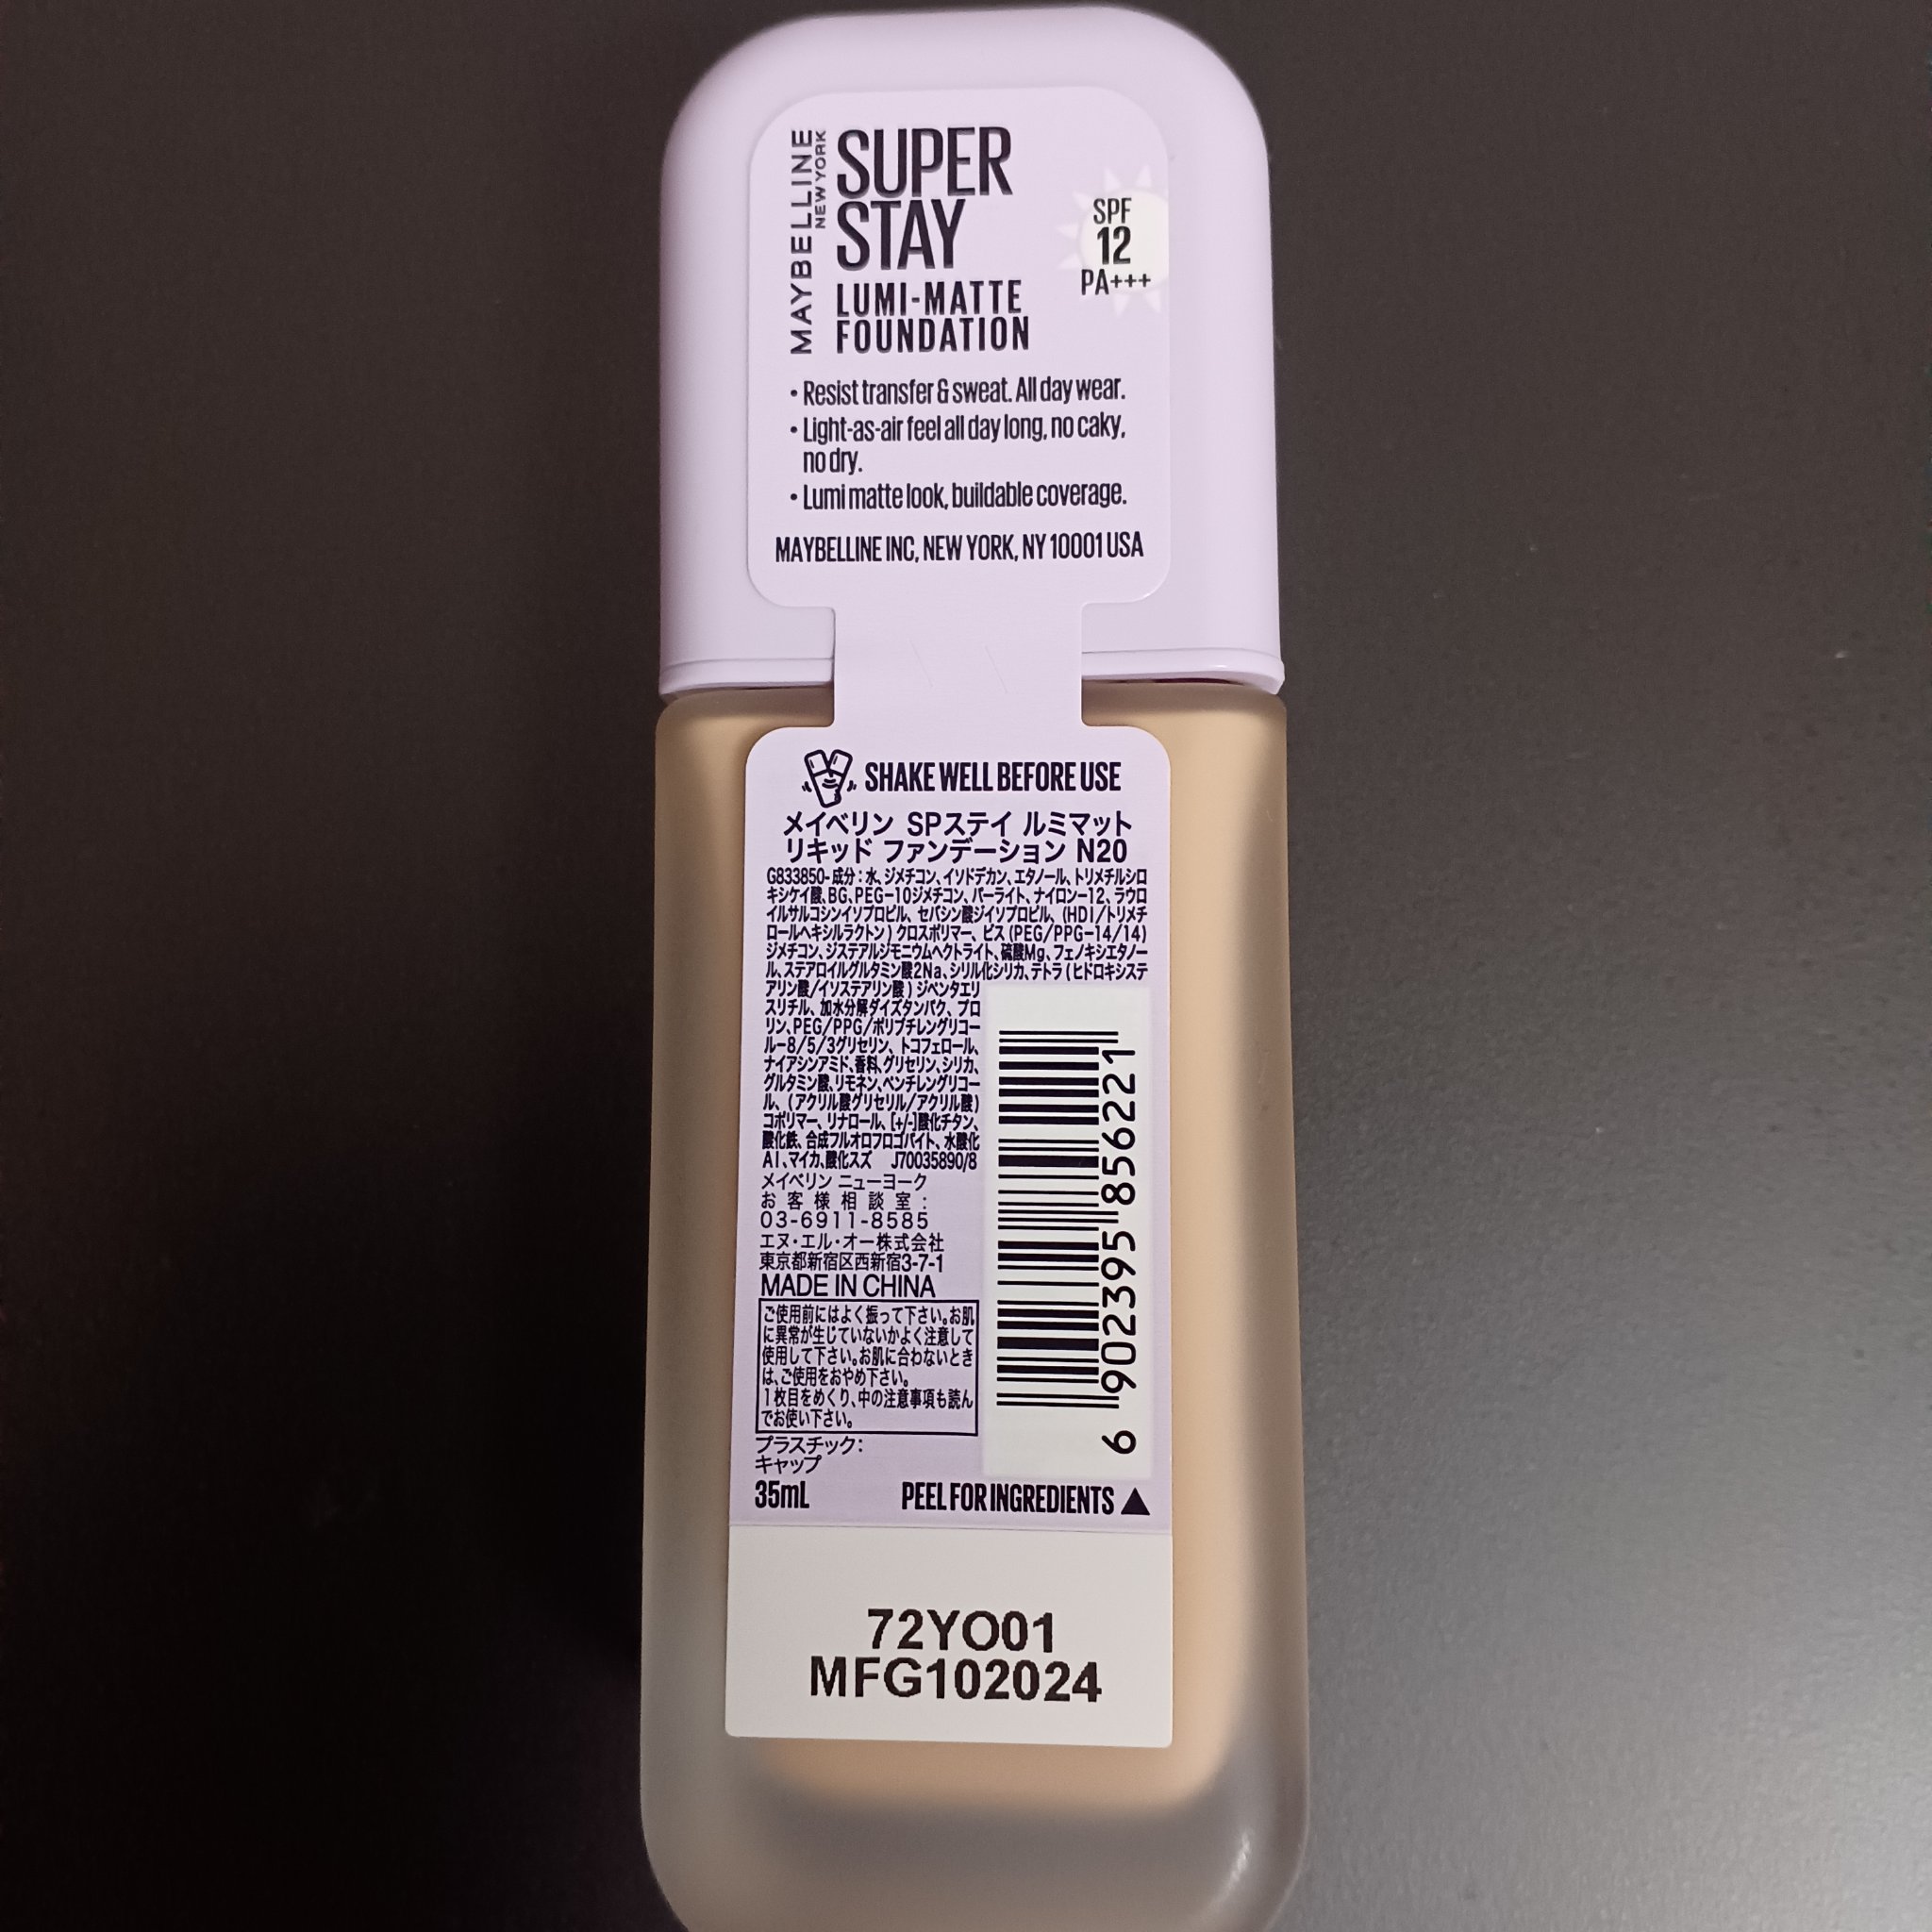 MAYBELLINE
NEW YORK
SUPER
STAY
LUMI-MATTE
FOUNDATION
SPF
12
PA+++
• Resist transfer & sweat. All day wear.
• Light-as-air feel all day long, no caky,
no dry.
• Lumi matte look, buildable coverage.
MAYBELLINE INC, NEW YORK, NY 10001 USA
SHAKE WELL BEFORE USE
メイベリン SPステイ ルミマット
リキッド ファンデーション N20
G833850-成分：水、ジメチコン、イソドデカン、エタノール、トリメチルシロ
キシケイ酸、BG、PEG-10ジメチコン、パーライト、ナイロン-12、ラウロ
イルサルコシンイソプロピル、セバシン酸ジイソプロピル、(HDI/トリメチ
ロールヘキシルラクトン)クロスポリマー、ビス(PEG/PPG-14/14)
ジメチコン、ジステアルジモニウムヘクトライト、硫酸Mg、フェノキシエタノー
ル、ステアロイルグルタミン酸2Na、シリル化シリカ、テトラ(ヒドロキシステ
アリン酸/イソステアリン酸)ジペンタエリ
スリチル、加水分解ダイズタンパク、プロ
リン、PEG/PPG/ポリブチレングリコー
ル-8/5/3グリセリン、トコフェロール、
ナイアシンアミド、香料、グリセリン、シリカ、
グルタミン酸、リモネン、ペンチレングリコー
ル、(アクリル酸グリセリル/アクリル酸)
コポリマー、リナロール、[+/-]酸化チタン、
酸化鉄、合成フルオロフロゴパイト、水酸化
Al、マイカ、酸化スズ J70035890/8
メイベリン ニューヨーク
お客様相談室：
03-6911-8585
エヌ・エル・オー株式会社
東京都新宿区西新宿3-7-1
MADE IN CHINA
ご使用前にはよく振って下さい。お肌
に異常が生じていないかよく注意して
使用して下さい。お肌に合わないとき
は、ご使用をおやめ下さい。
1枚目をめくり、中の注意事項も読ん
でお使い下さい。
プラスチック：
キャップ
35mL
PEEL FOR INGREDIENTS ▲
6 902395 856221
72YO01
MFG102024